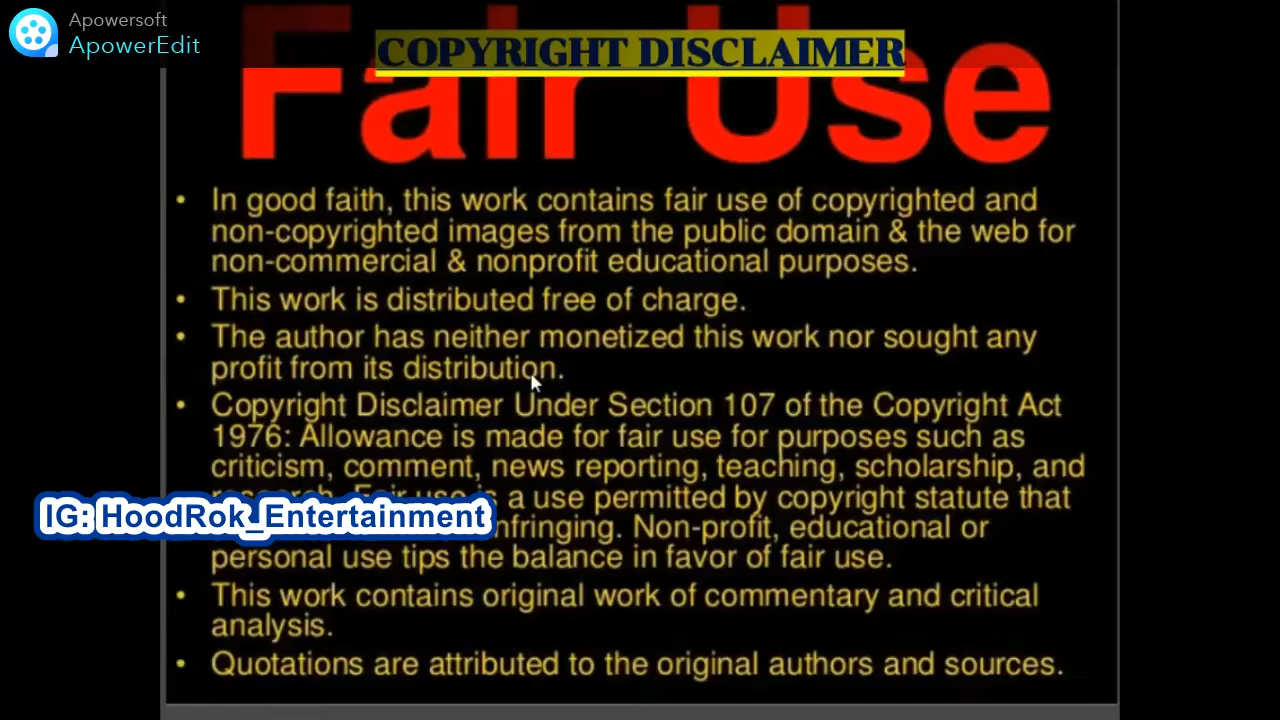 Apowersoft
ApowerEdit
COPYRIGHT DISCLAIMER
Fair Use
• In good faith, this work contains fair use of copyrighted and
non-copyrighted images from the public domain & the web for
non-commercial & nonprofit educational purposes.
• This work is distributed free of charge.
• The author has neither monetized this work nor sought any
profit from its distribution.
• Copyright Disclaimer Under Section 107 of the Copyright Act
1976: Allowance is made for fair use for purposes such as
criticism, comment, news reporting, teaching, scholarship, and
research. Fair use is a use permitted by copyright statute that
IG: HoodRok_Entertainment
infringing. Non-profit, educational or
personal use tips the balance in favor of fair use.
• This work contains original work of commentary and critical
analysis.
• Quotations are attributed to the original authors and sources.